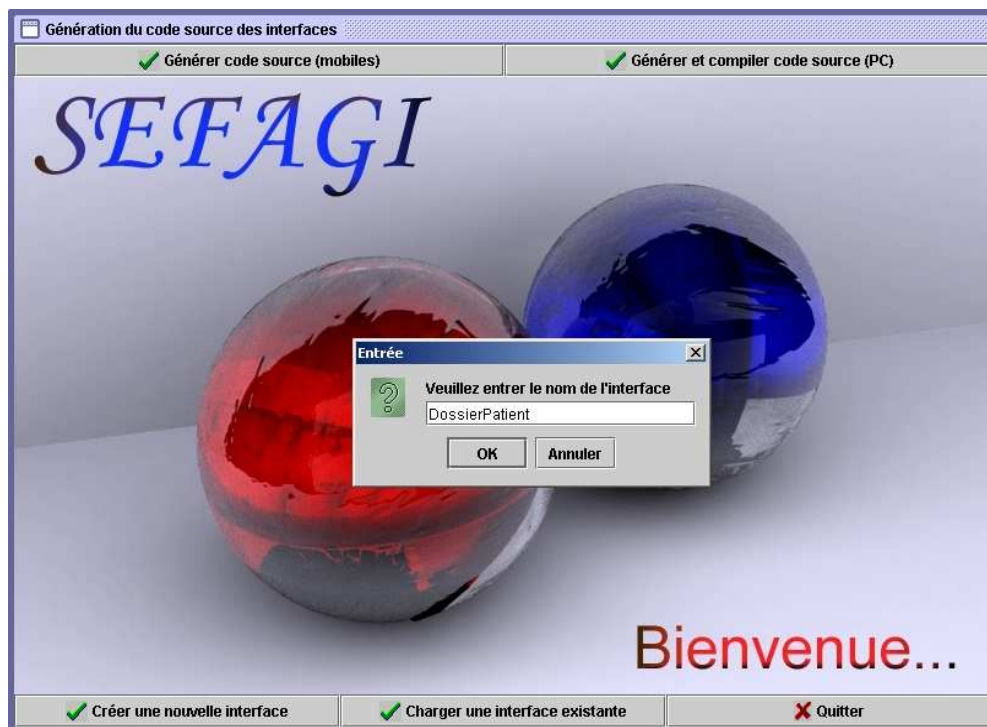 Génération du code source des interfaces
Générer code source (mobiles)
Générer et compiler code source (PC)
SEFAGI
Entrée
Veuillez entrer le nom de l'interface
DossierPatient
OK
Annuler
Bienvenue...
Créer une nouvelle interface
Charger une interface existante
Quitter